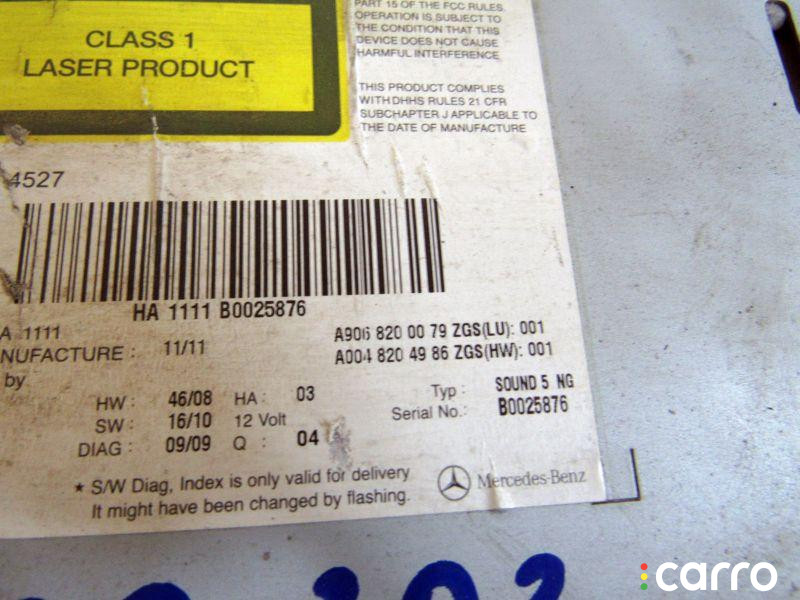 CLASS 1
LASER PRODUCT
PART 15 OF THE FCC RULES.
OPERATION IS SUBJECT TO
THE CONDITION THAT THIS
DEVICE DOES NOT CAUSE
HARMFUL INTERFERENCE
THIS PRODUCT COMPLIES
WITH DHHS RULES 21 CFR
SUBCHAPTER J APPLICABLE TO
THE DATE OF MANUFACTURE
4527
HA 1111 B0025876
A 1111
NUFACTURE : 11/11
by
A906 820 00 79 ZGS(LU): 001
A004 820 49 86 ZGS(HW): 001
HW : 46/08 HA : 03
SW : 16/10 12 Volt
DIAG : 09/09 Q : 04
Typ : SOUND 5 NG
Serial No.: B0025876
* S/W Diag, Index is only valid for delivery
It might have been changed by flashing.
Mercedes-Benz
carro